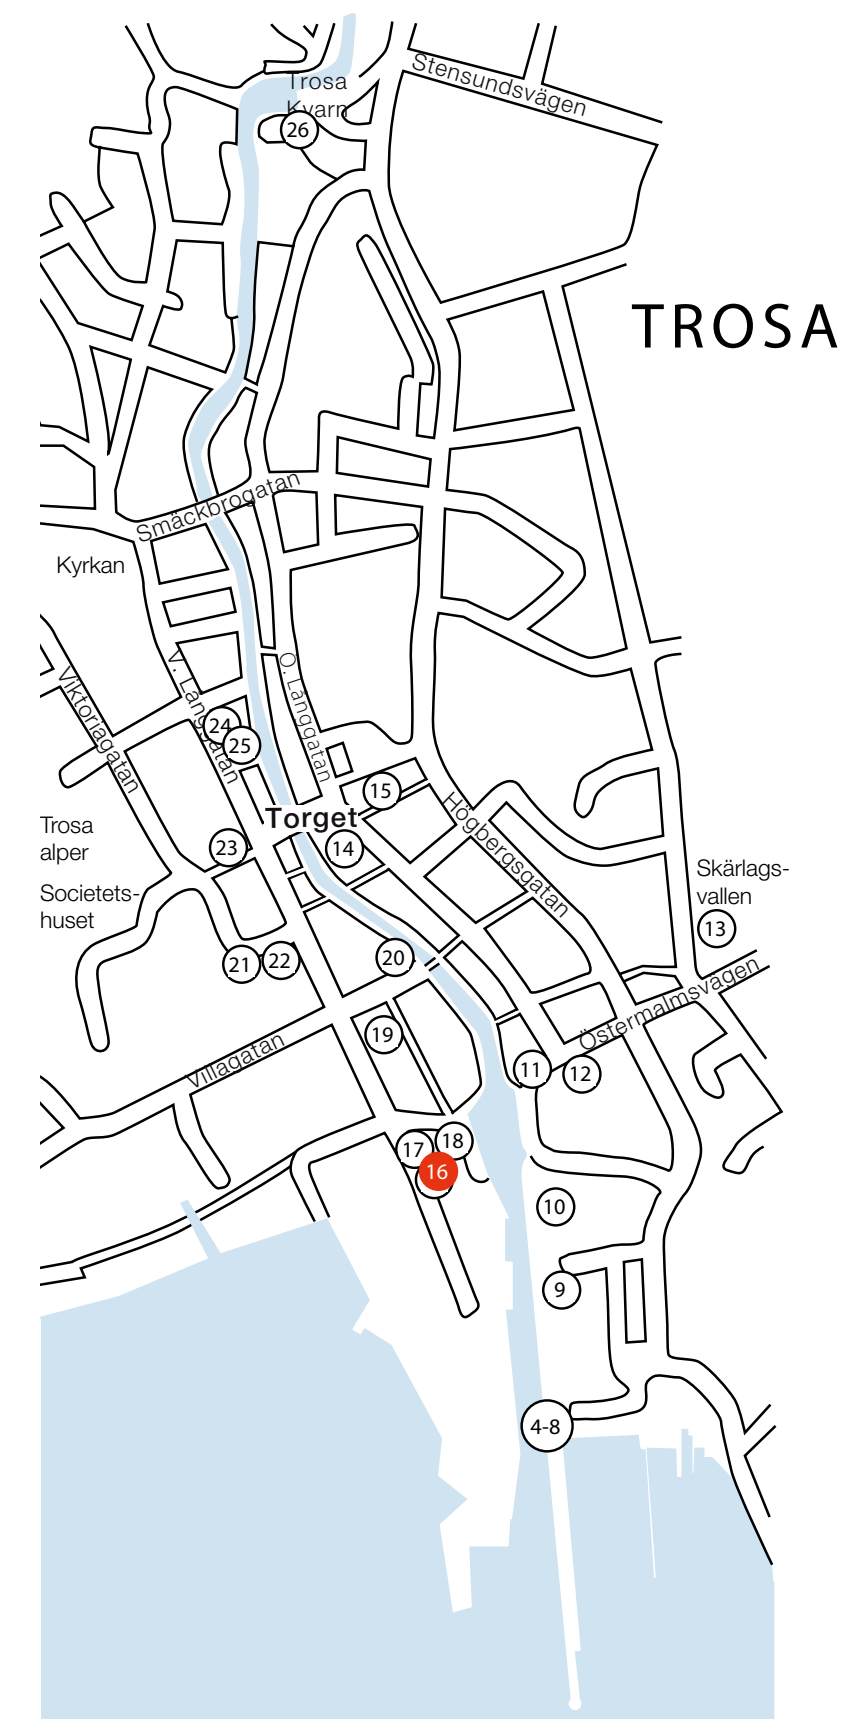 Trosa
Kvarn
26
Stensundsvägen
TROSA
Smäckbrogatan
Kyrkan
Viktoriagatan
V. Långgatan
Ö. Långgatan
24
25
15
Torget
Högbergsgatan
Trosa
alper
23
14
Societets-
huset
Skärlags-
vallen
13
21
22
20
Östermalmsvägen
19
Villagatan
11
12
17
18
16
10
9
4-8